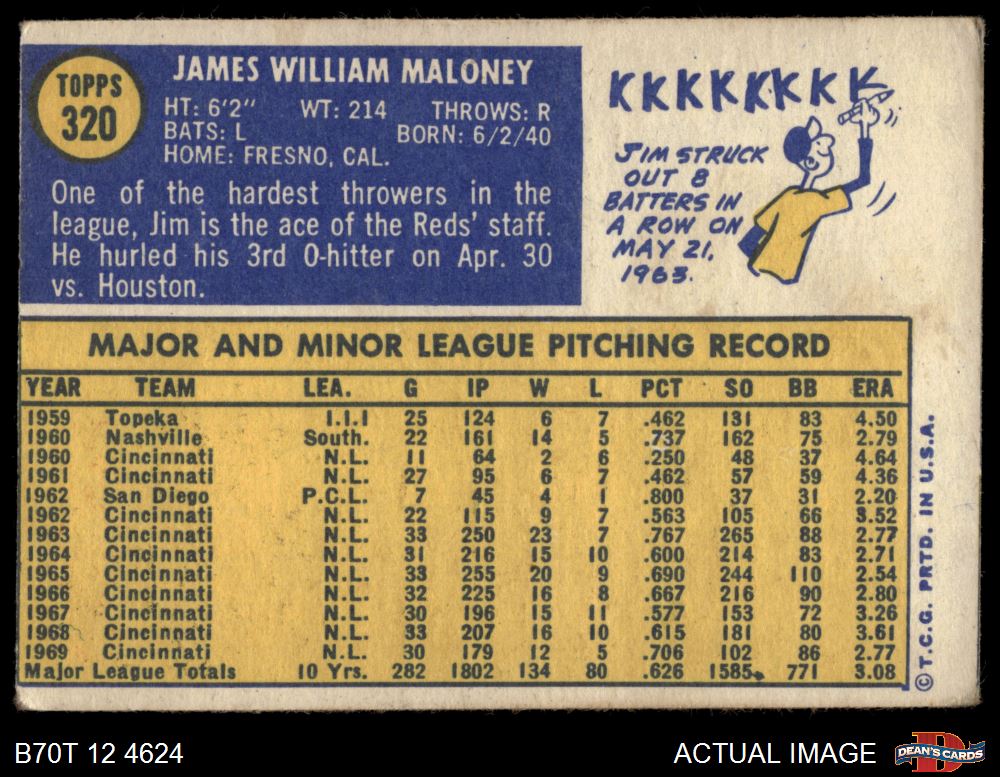 TOPPS
320
JAMES WILLIAM MALONEY
HT: 6'2" WT: 214 THROWS: R
BATS: L BORN: 6/2/40
HOME: FRESNO, CAL.
One of the hardest throwers in the
league, Jim is the ace of the Reds' staff.
He hurled his 3rd 0-hitter on Apr. 30
vs. Houston.
KKKKKKKK
JIM STRUCK
OUT 8
BATTERS IN
A ROW ON
MAY 21,
1963.
MAJOR AND MINOR LEAGUE PITCHING RECORD
YEAR TEAM LEA. G IP W L PCT SO BB ERA
1959 Topeka I.I.I 25 124 6 7 .462 131 83 4.50
1960 Nashville South. 22 161 14 5 .737 162 75 2.79
1960 Cincinnati N.L. 11 64 2 6 .250 48 37 4.64
1961 Cincinnati N.L. 27 95 6 7 .462 57 59 4.36
1962 San Diego P.C.L. 7 45 4 1 .800 37 31 2.20
1962 Cincinnati N.L. 22 115 9 7 .563 105 66 3.52
1963 Cincinnati N.L. 33 250 23 7 .767 265 88 2.77
1964 Cincinnati N.L. 31 216 15 10 .600 214 83 2.71
1965 Cincinnati N.L. 33 255 20 9 .690 244 110 2.54
1966 Cincinnati N.L. 32 225 16 8 .667 216 90 2.80
1967 Cincinnati N.L. 30 196 15 11 .577 153 72 3.26
1968 Cincinnati N.L. 33 207 16 10 .615 181 80 3.61
1969 Cincinnati N.L. 30 179 12 5 .706 102 86 2.77
Major League Totals 10 Yrs. 282 1802 134 80 .626 1585 771 3.08
©T.C.G. PRTD. IN U.S.A.
B70T 12 4624
ACTUAL IMAGE
D
DEAN'S CARDS